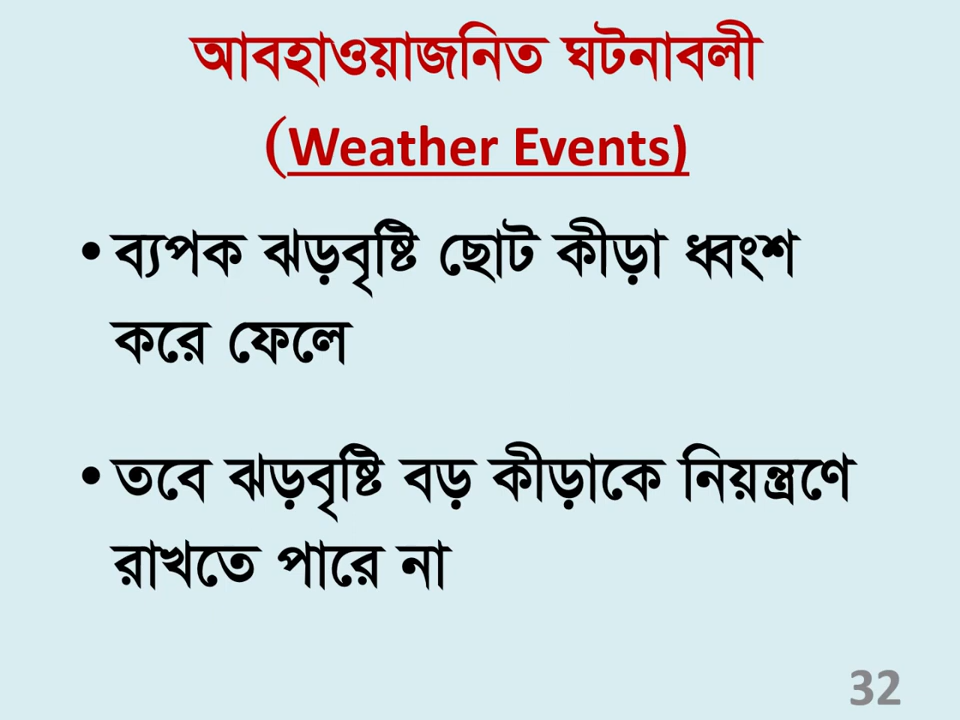 আবহাওয়াজনিত ঘটনাবলী
(Weather Events)
• ব্যপক ঝড়বৃষ্টি ছোট কীড়া ধ্বংশ
করে ফেলে
• তবে ঝড়বৃষ্টি বড় কীড়াকে নিয়ন্ত্রণে
রাখতে পারে না
32